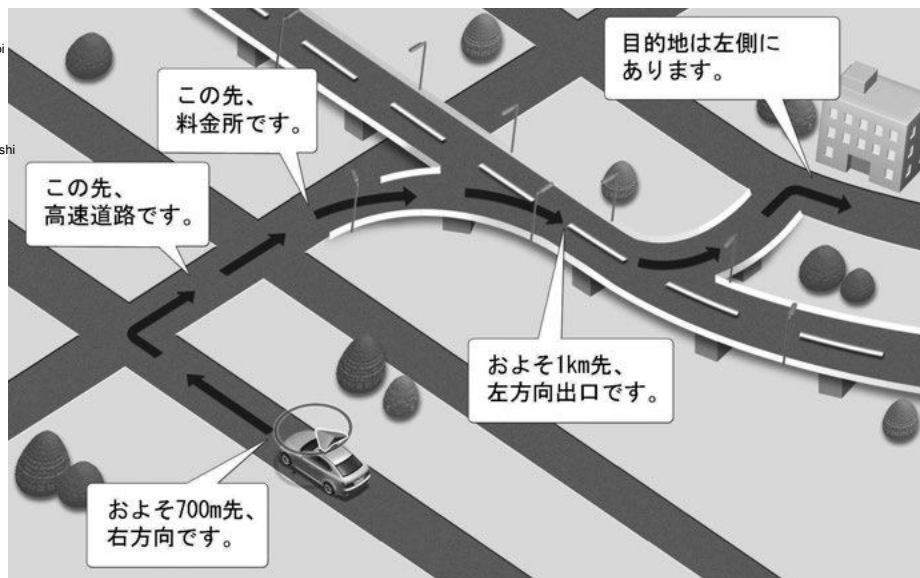 目的地は左側に
あります。
この先、
料金所です。
この先、
高速道路です。
およそ1km先、
左方向出口です。
およそ700m先、
右方向です。